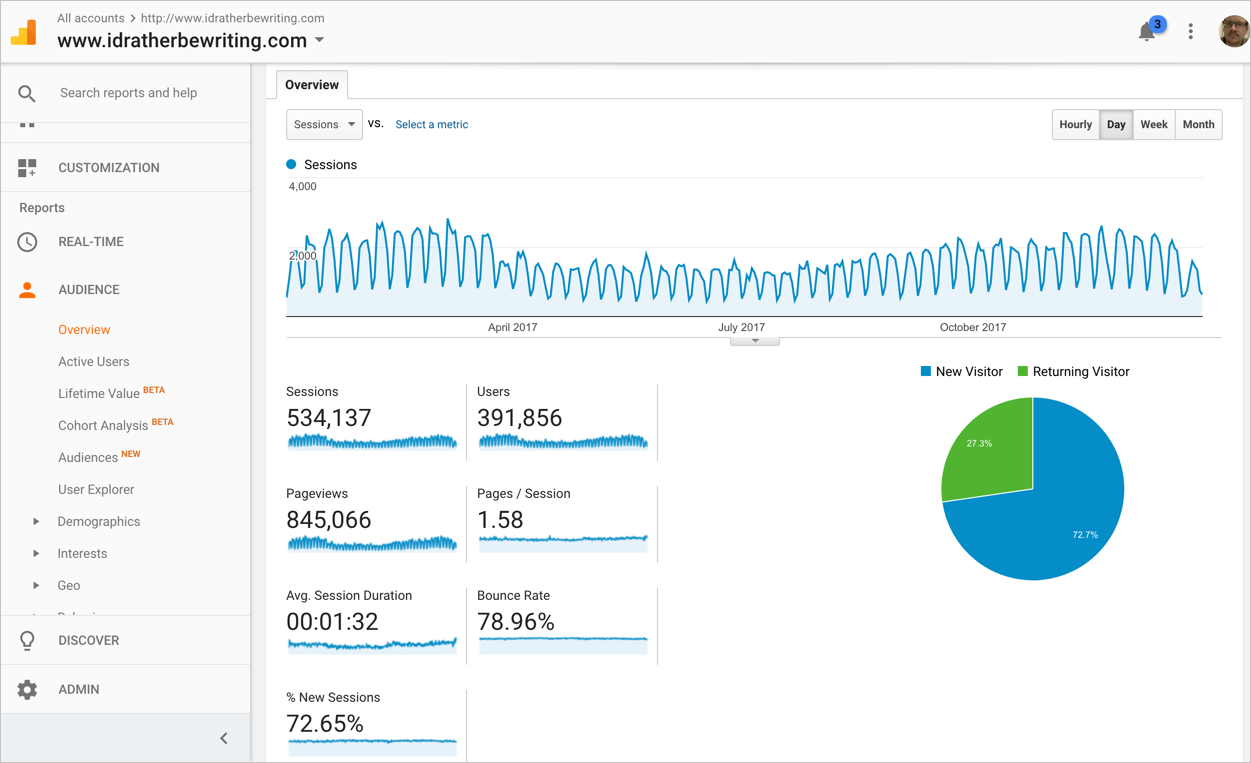 All accounts > http://www.idratherbewriting.com
www.idratherbewriting.com
3
Search reports and help
CUSTOMIZATION
Reports
REAL-TIME
AUDIENCE
Overview
Active Users
Lifetime Value BETA
Cohort Analysis BETA
Audiences NEW
User Explorer
Demographics
Interests
Geo
DISCOVER
ADMIN
Overview
Sessions VS. Select a metric
Hourly Day Week Month
Sessions
4,000
2,000
April 2017 July 2017 October 2017
New Visitor Returning Visitor
27.3%
72.7%
Sessions
534,137
Users
391,856
Pageviews
845,066
Pages / Session
1.58
Avg. Session Duration
00:01:32
Bounce Rate
78.96%
% New Sessions
72.65%